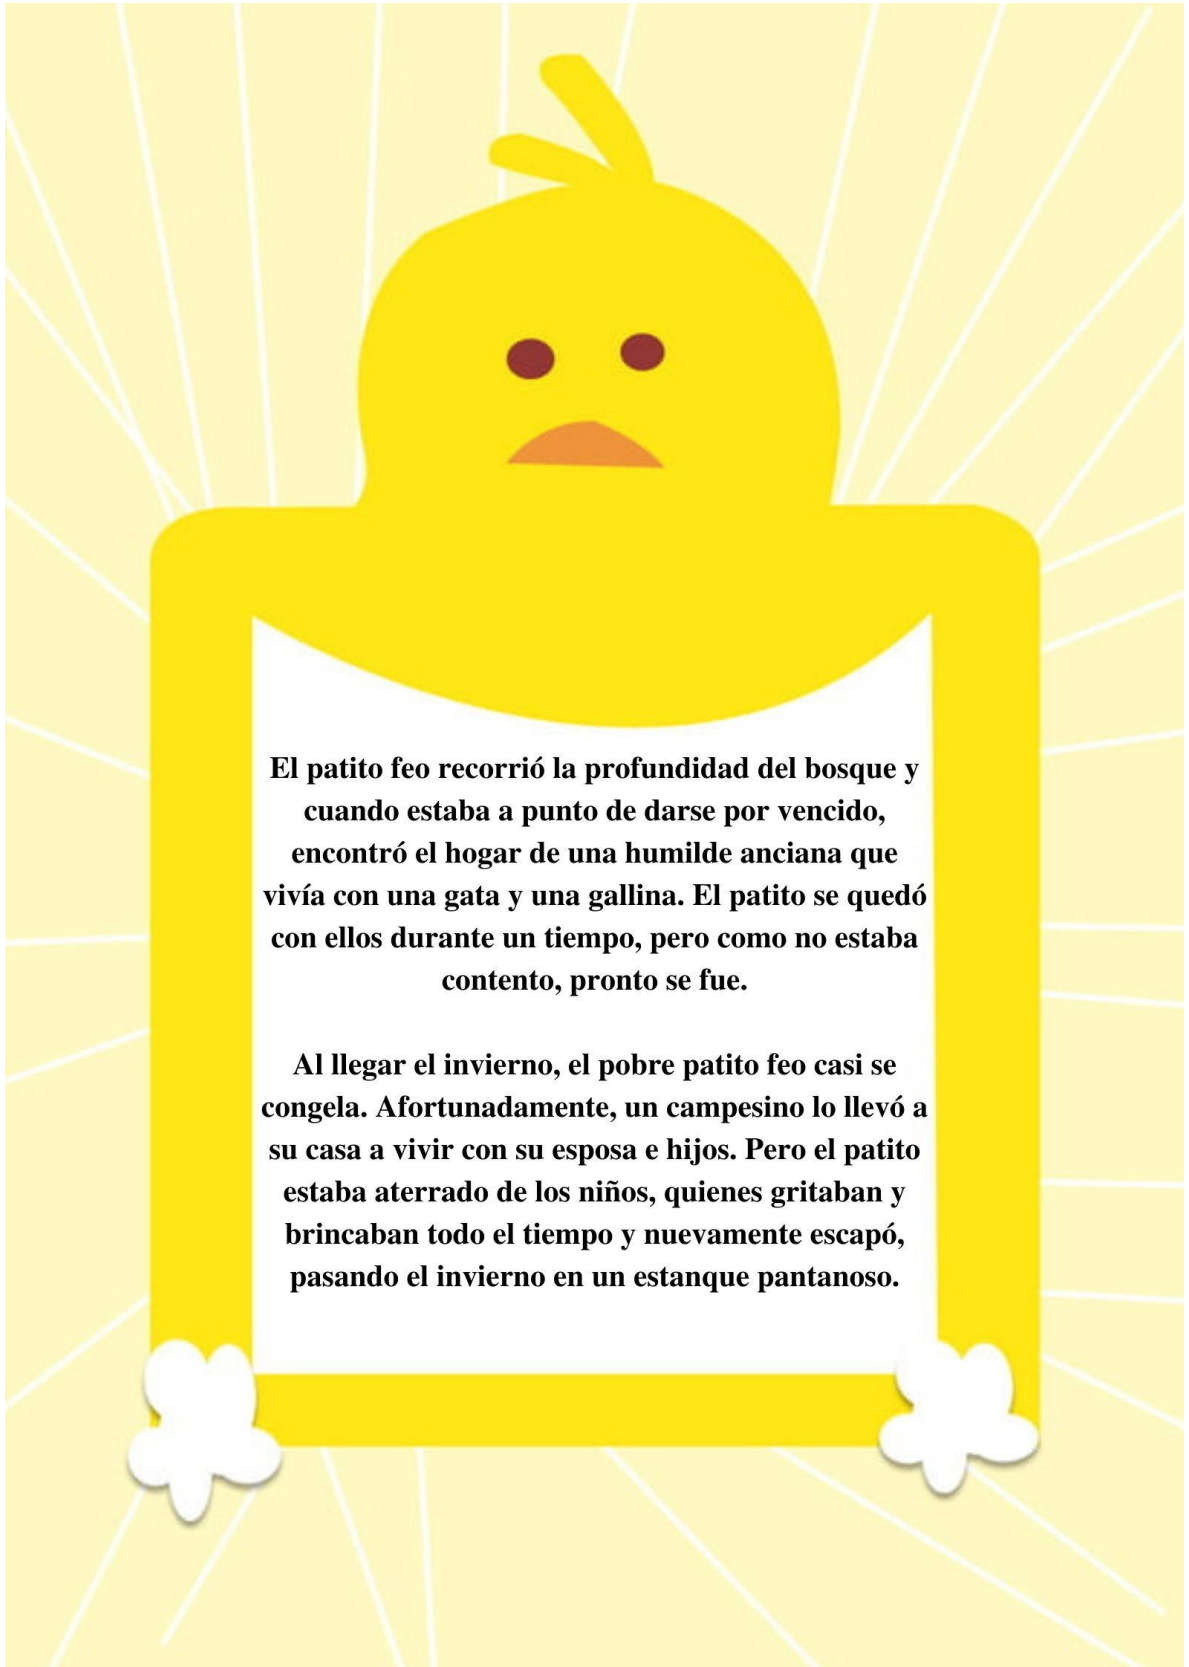 El patito feo recorrió la profundidad del bosque y
cuando estaba a punto de darse por vencido,
encontró el hogar de una humilde anciana que
vivía con una gata y una gallina. El patito se quedó
con ellos durante un tiempo, pero como no estaba
contento, pronto se fue.
Al llegar el invierno, el pobre patito feo casi se
congela. Afortunadamente, un campesino lo llevó a
su casa a vivir con su esposa e hijos. Pero el patito
estaba aterrado de los niños, quienes gritaban y
brincaban todo el tiempo y nuevamente escapó,
pasando el invierno en un estanque pantanoso.